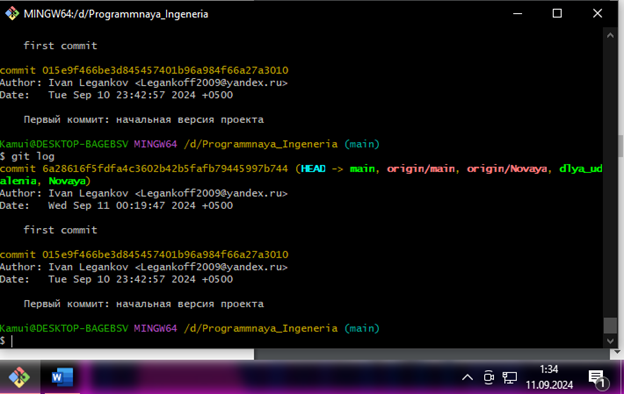 MINGW64:/d/Programmnaya_Ingeneria
first commit
commit 015e9f466be3d845457401b96a984f66a27a3010
Author: Ivan Legankov <Legankoff2009@yandex.ru>
Date:   Tue Sep 10 23:42:57 2024 +0500
Первый коммит: начальная версия проекта
Kamui@DESKTOP-BAGEBSV MINGW64 /d/Programmnaya_Ingeneria (main)
$ git log
commit 6a28616f5fdfa4c3602b42b5fafb79445997b744 (HEAD -> main, origin/main, origin/Novaya, dlya_ud
alenia, Novaya)
Author: Ivan Legankov <Legankoff2009@yandex.ru>
Date:   Wed Sep 11 00:19:47 2024 +0500
first commit
commit 015e9f466be3d845457401b96a984f66a27a3010
Author: Ivan Legankov <Legankoff2009@yandex.ru>
Date:   Tue Sep 10 23:42:57 2024 +0500
Первый коммит: начальная версия проекта
Kamui@DESKTOP-BAGEBSV MINGW64 /d/Programmnaya_Ingeneria (main)
$
1:34
11.09.2024
1